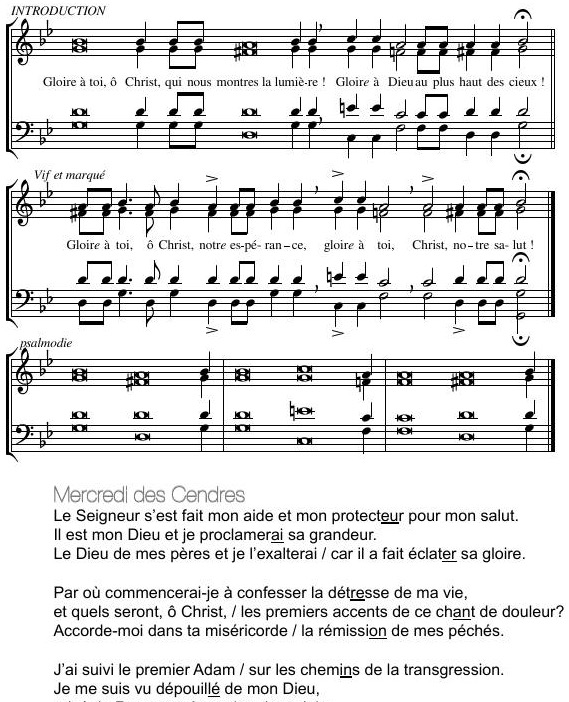 INTRODUCTION
Gloire à toi, ô Christ, qui nous montres la lumiè-re ! Gloire à Dieu au plus haut des cieux !
Vif et marqué
Gloire à toi, ô Christ, notre es-pé-ran-ce, gloire à toi, Christ, no-tre sa-lut !
psalmodie
Mercredi des Cendres
Le Seigneur s'est fait mon aide et mon protecteur pour mon salut.
Il est mon Dieu et je proclamerai sa grandeur.
Le Dieu de mes pères et je l'exalterai / car il a fait éclater sa gloire.
Par où commencerai-je à confesser la détresse de ma vie,
et quels seront, ô Christ, / les premiers accents de ce chant de douleur?
Accorde-moi dans ta miséricorde / la rémission de mes péchés.
J'ai suivi le premier Adam / sur les chemins de la transgression.
Je me suis vu dépouillé de mon Dieu,